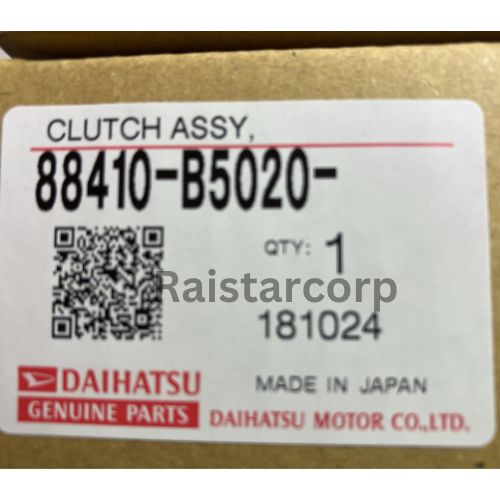 CLUTCH ASSY,
88410-B5020-
QTY: 1
Raistarcorp
181024
DAIHATSU
MADE IN JAPAN
GENUINE PARTS
DAIHATSU MOTOR CO.,LTD.